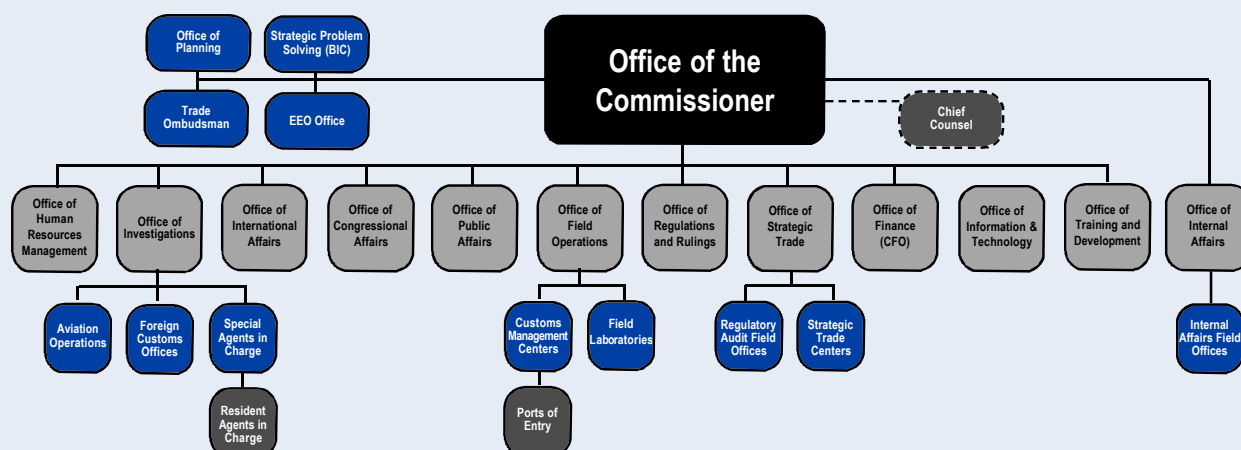 Office of
Planning
Strategic Problem
Solving (BIC)
Trade
Ombudsman
EEO Office
Office of the
Commissioner
Chief
Counsel
Office of
Human
Resources
Management
Office of
Investigations
Office of
International
Affairs
Office of
Congressional
Affairs
Office of
Public
Affairs
Office of
Field
Operations
Office of
Regulations
and Rulings
Office of
Strategic
Trade
Office of
Finance
(CFO)
Office of
Information &
Technology
Office of
Training and
Development
Office of
Internal
Affairs
Aviation
Operations
Foreign
Customs
Offices
Special
Agents in
Charge
Customs
Management
Centers
Field
Laboratories
Regulatory
Audit Field
Offices
Strategic
Trade
Centers
Internal
Affairs Field
Offices
Resident
Agents in
Charge
Ports of
Entry